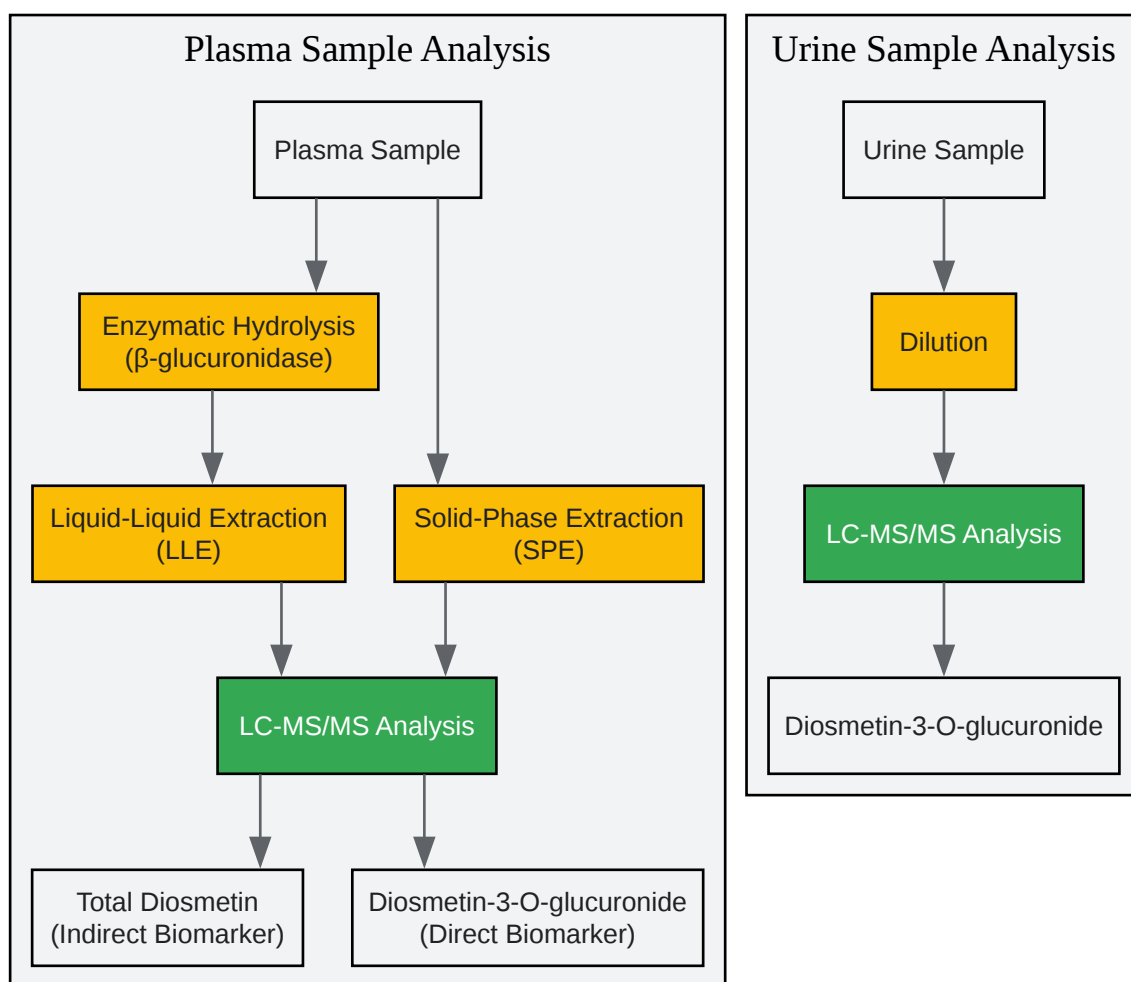 Plasma Sample Analysis
Plasma Sample
Enzymatic Hydrolysis
(β-glucuronidase)
Liquid-Liquid Extraction
(LLE)
Solid-Phase Extraction
(SPE)
LC-MS/MS Analysis
Total Diosmetin
(Indirect Biomarker)
Diosmetin-3-O-glucuronide
(Direct Biomarker)
Urine Sample Analysis
Urine Sample
Dilution
LC-MS/MS Analysis
Diosmetin-3-O-glucuronide